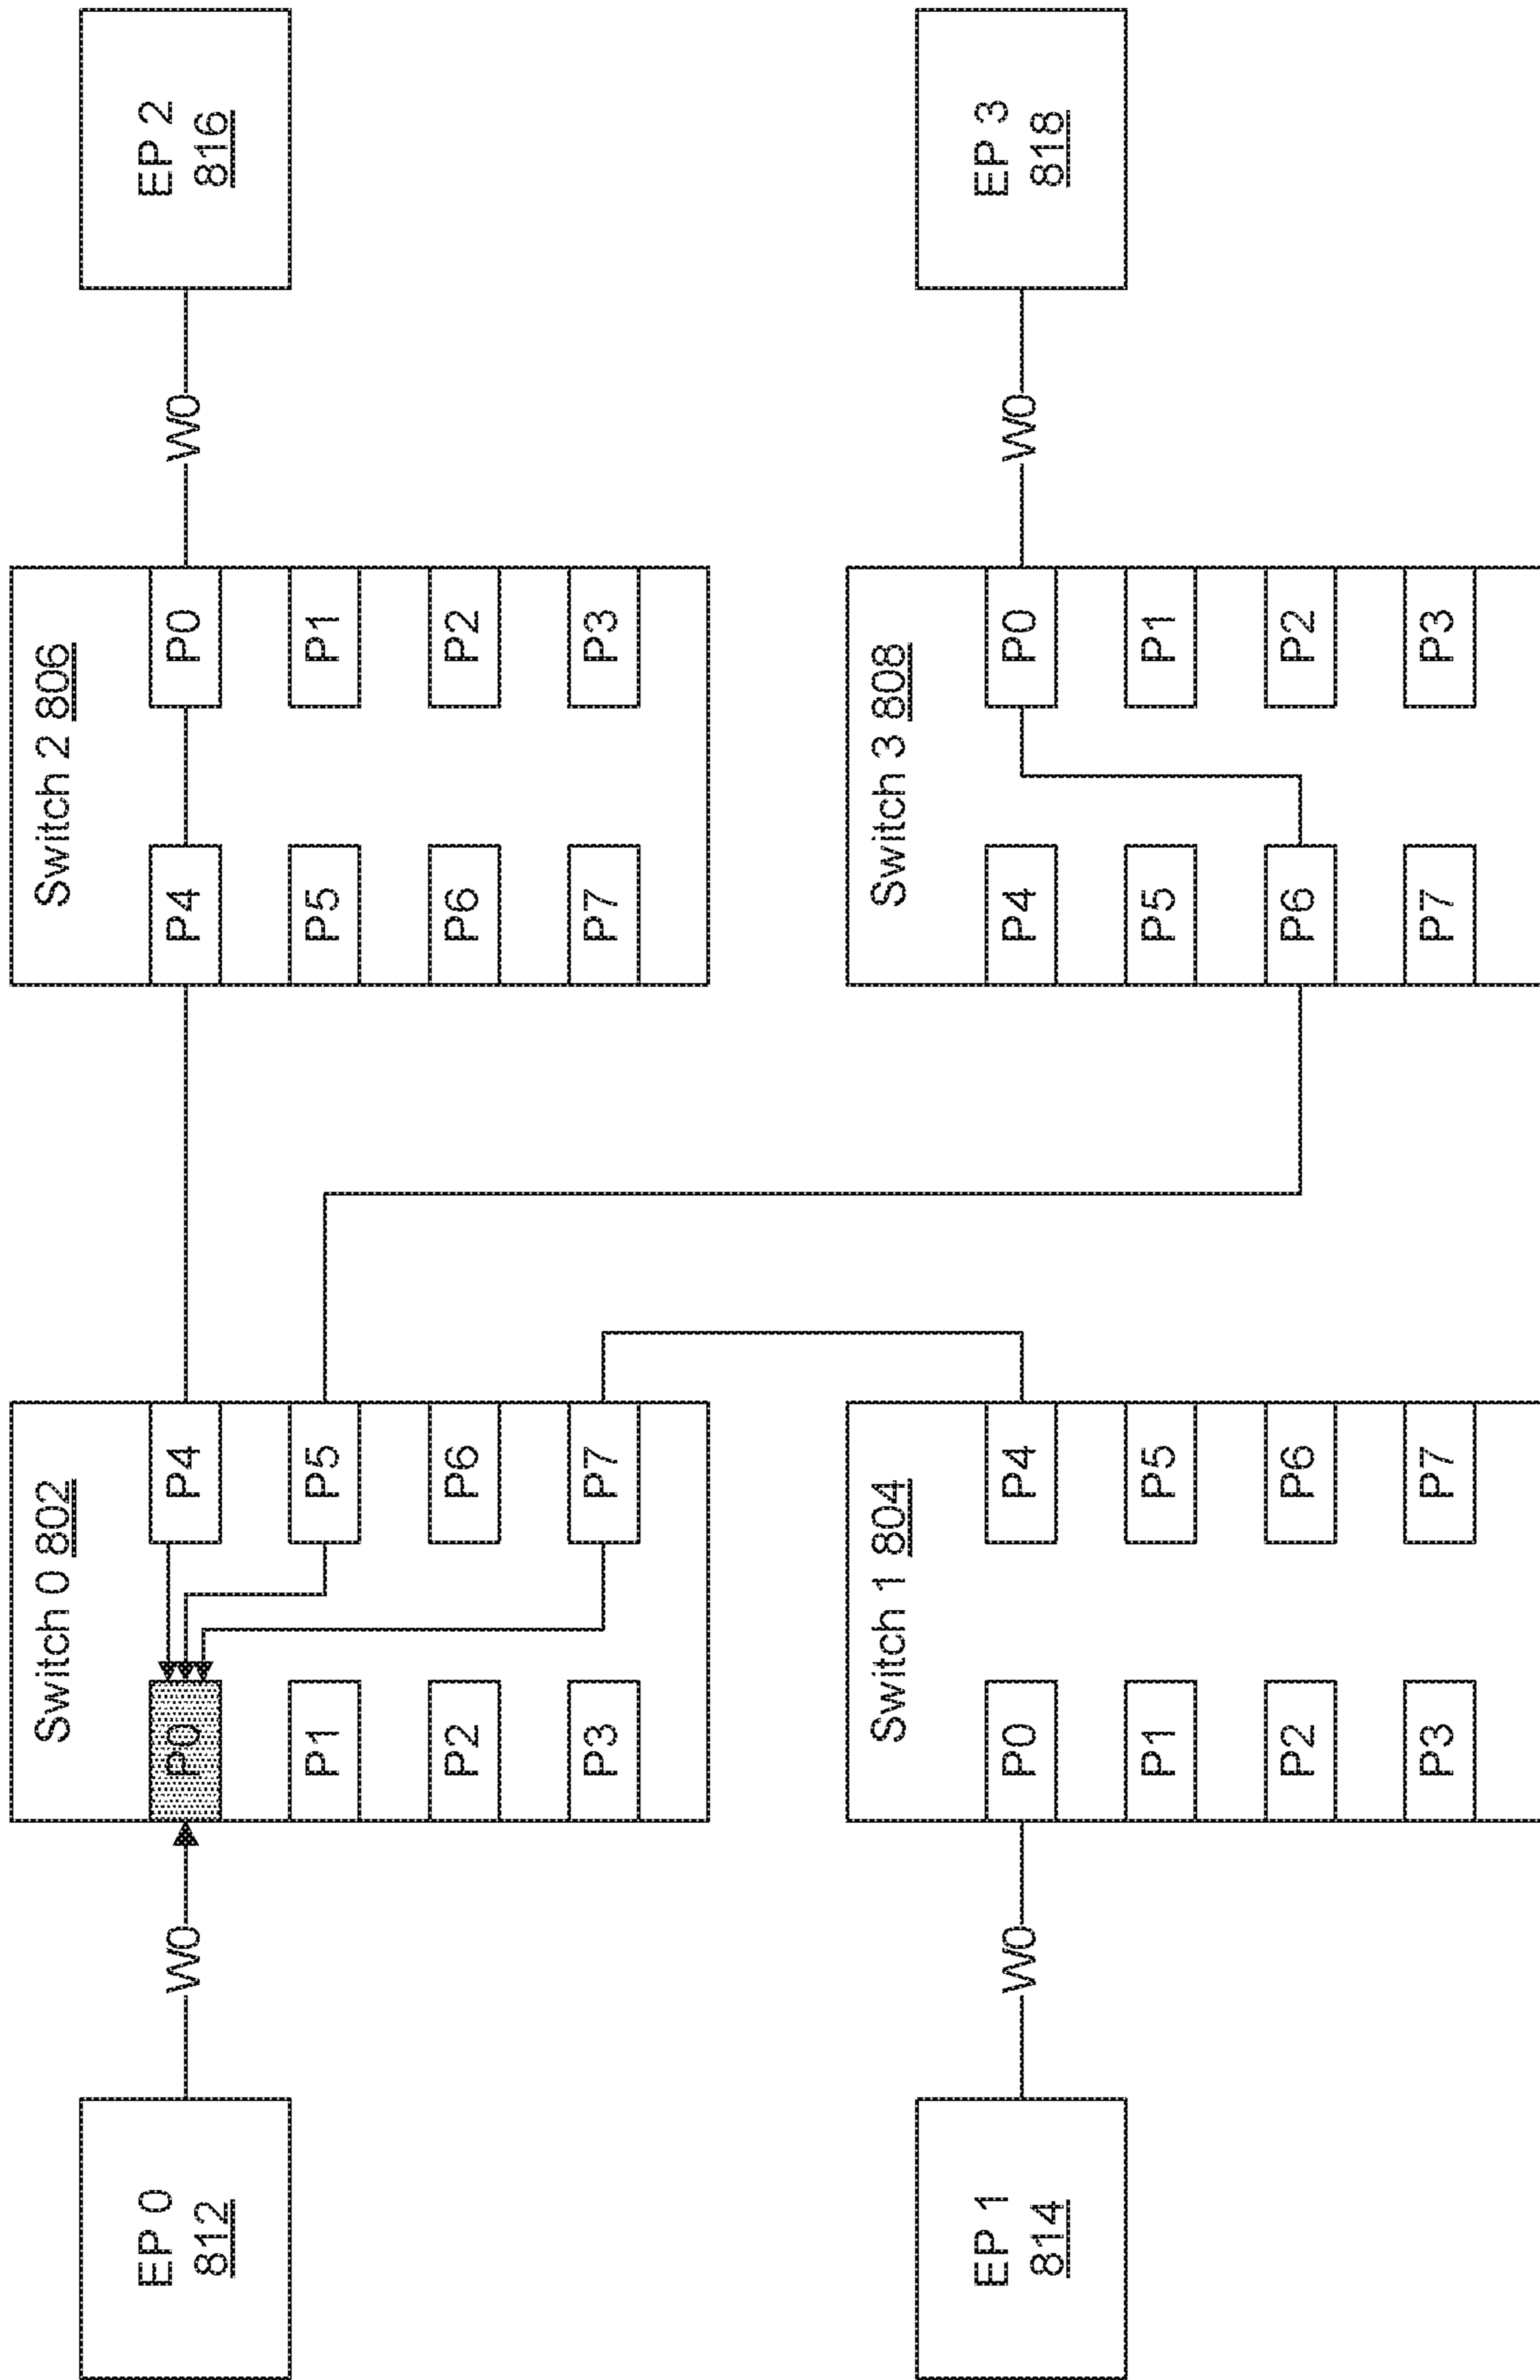 EP 0
812
W0
Switch 0 802
P0
P1
P2
P3
P4
P5
P6
P7
Switch 2 806
P4
P5
P6
P7
P0
P1
P2
P3
W0
EP 2
816
EP 1
814
W0
Switch 1 804
P0
P1
P2
P3
P4
P5
P6
P7
Switch 3 808
P4
P5
P6
P7
P0
P1
P2
P3
W0
EP 3
818